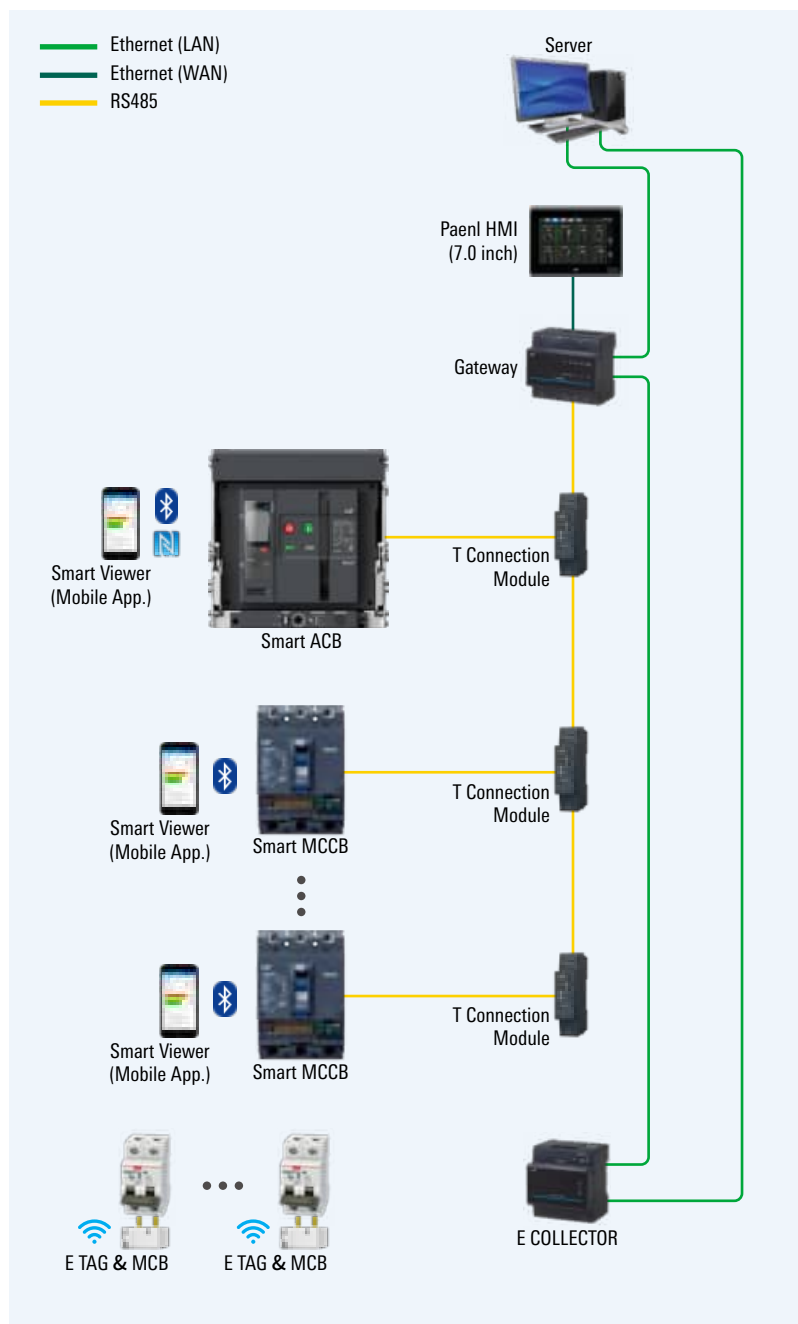 Ethernet (LAN)
Ethernet (WAN)
RS485
Server
Paenl HMI
(7.0 inch)
Gateway
T Connection
Module
Smart Viewer
(Mobile App.)
Smart ACB
T Connection
Module
Smart Viewer
(Mobile App.)
Smart MCCB
T Connection
Module
Smart Viewer
(Mobile App.)
Smart MCCB
E TAG & MCB
E TAG & MCB
E COLLECTOR